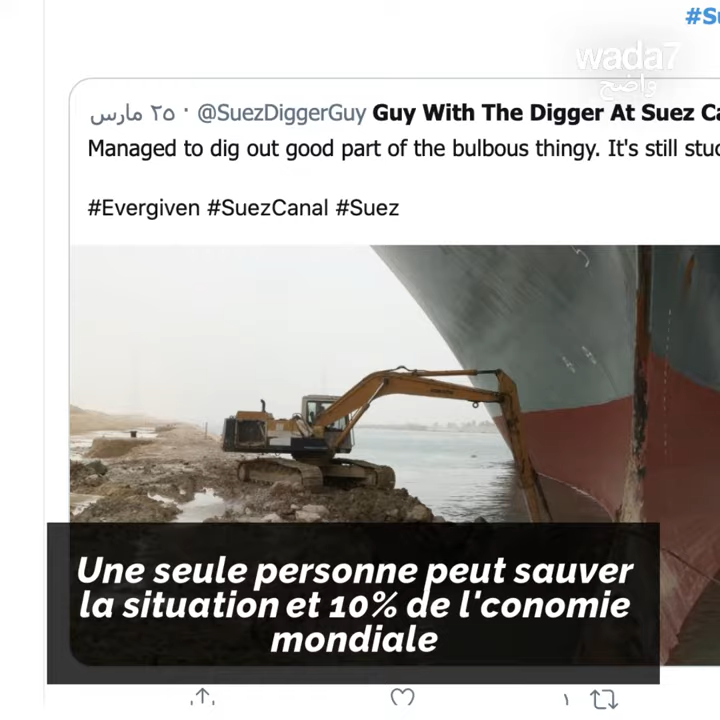 #Su
wada7
واضح
Guy With The Digger At Suez Ca @SuezDiggerGuy · ٢٥ مارس
Managed to dig out good part of the bulbous thingy. It's still stuc
#Evergiven #SuezCanal #Suez
Une seule personne peut sauver
la situation et 10% de l'conomie
mondiale
١